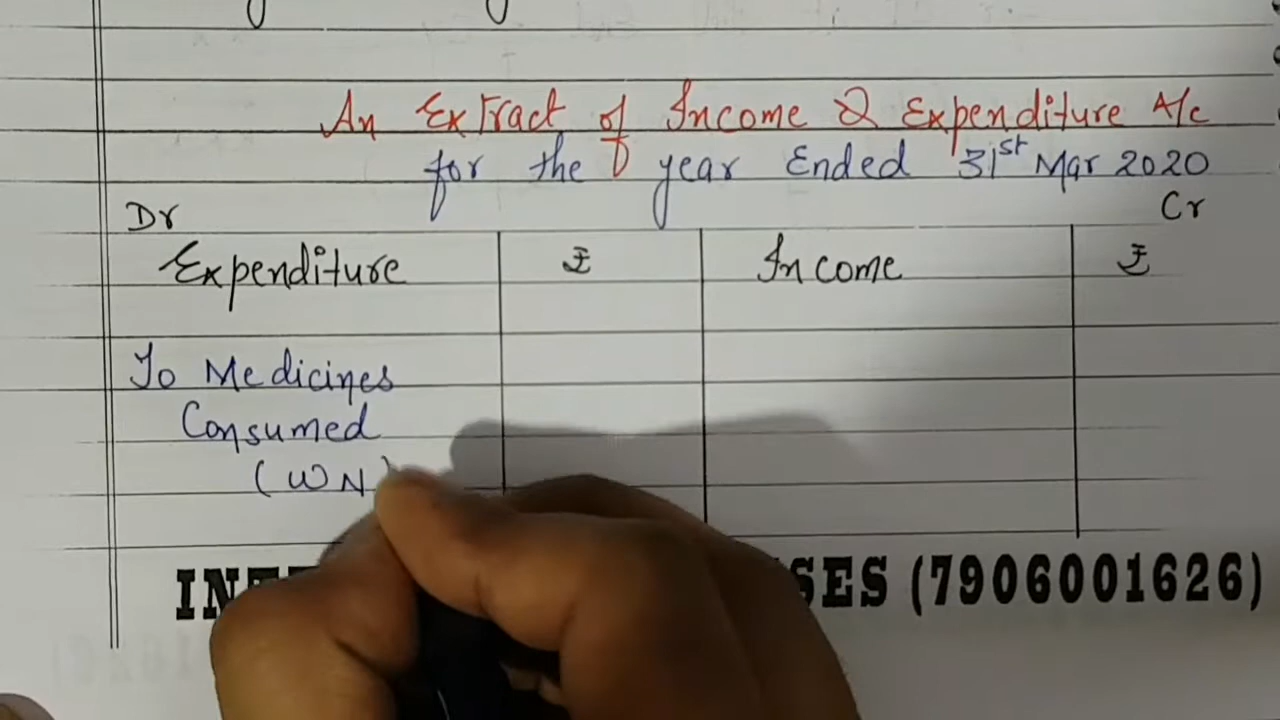 An Extract of Income & Expenditure A/c
for the year Ended 31st Mar 2020
Dr Cr
Expenditure ₹ Income ₹
To Medicines
Consumed
(WN)
(7906001626)